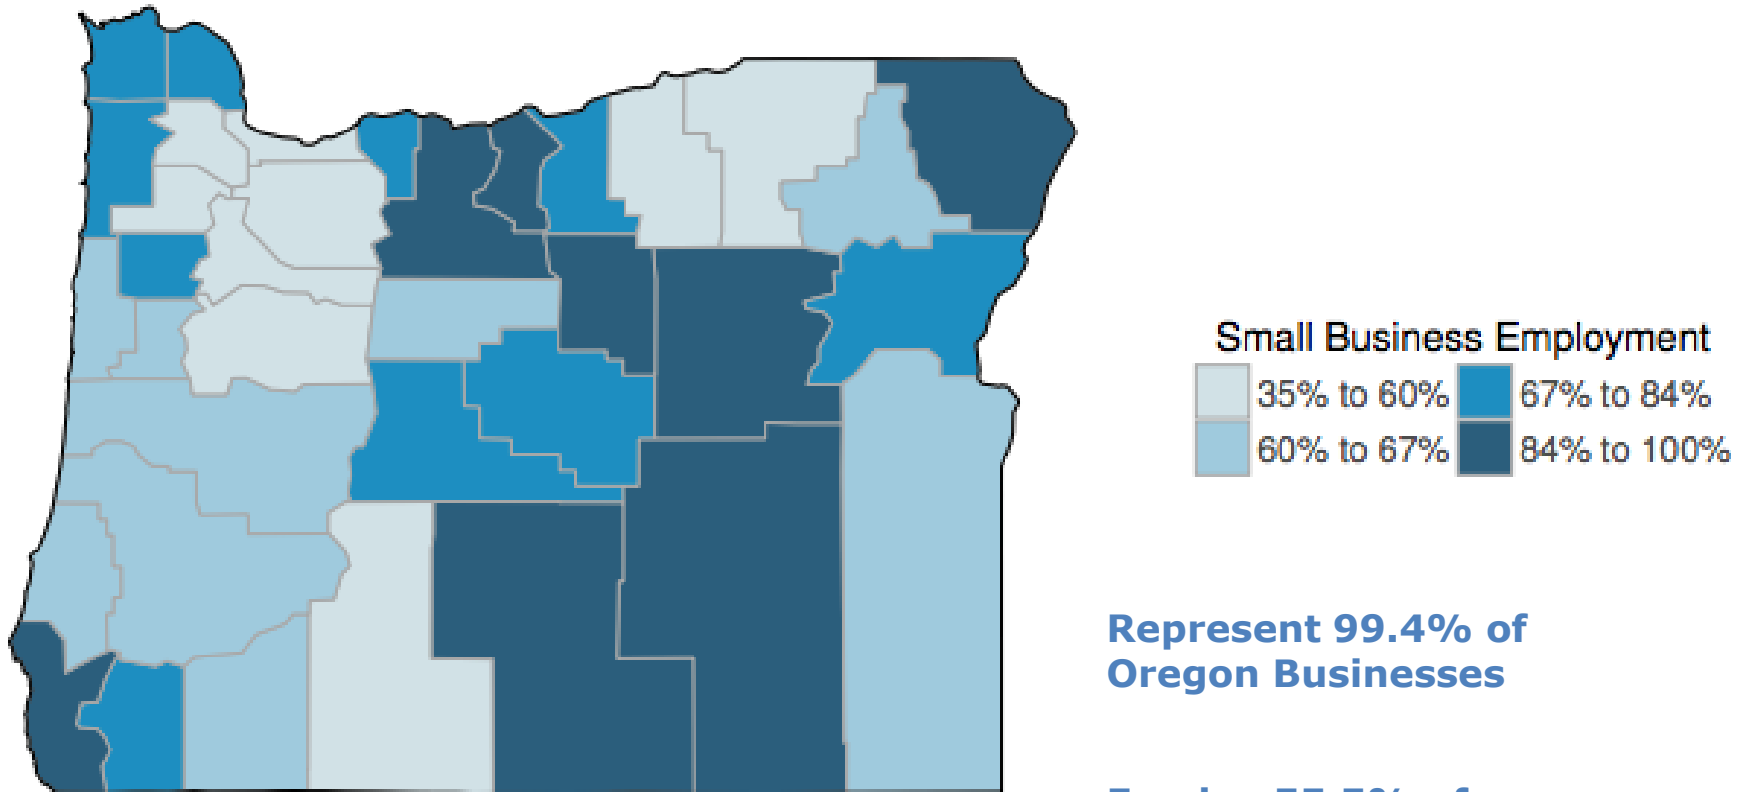 Small Business Employment
35% to 60% 67% to 84%
60% to 67% 84% to 100%
Represent 99.4% of
Oregon Businesses